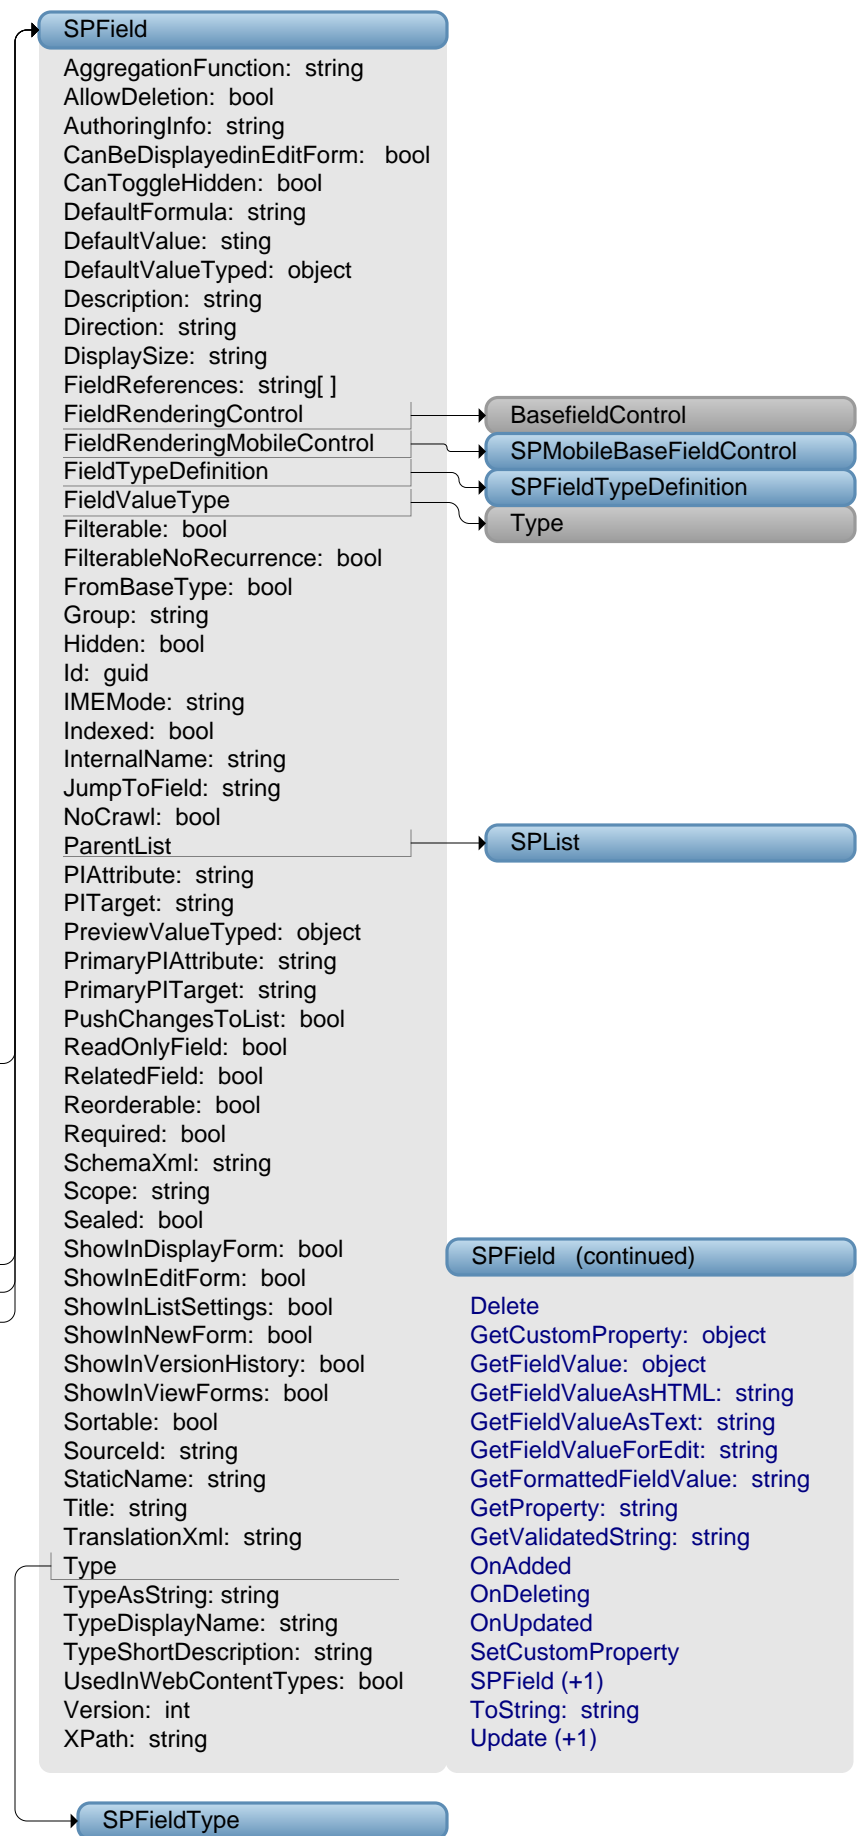 SPField
AggregationFunction: string
AllowDeletion: bool
AuthoringInfo: string
CanBeDisplayedinEditForm: bool
CanToggleHidden: bool
DefaultFormula: string
DefaultValue: sting
DefaultValueTyped: object
Description: string
Direction: string
DisplaySize: string
FieldReferences: string[ ]
FieldRenderingControl
FieldRenderingMobileControl
FieldTypeDefinition
FieldValueType
Filterable: bool
FilterableNoRecurrence: bool
FromBaseType: bool
Group: string
Hidden: bool
Id: guid
IMEMode: string
Indexed: bool
InternalName: string
JumpToField: string
NoCrawl: bool
ParentList
PIAttribute: string
PITarget: string
PreviewValueTyped: object
PrimaryPIAttribute: string
PrimaryPITarget: string
PushChangesToList: bool
ReadOnlyField: bool
RelatedField: bool
Reorderable: bool
Required: bool
SchemaXml: string
Scope: string
Sealed: bool
ShowInDisplayForm: bool
ShowInEditForm: bool
ShowInListSettings: bool
ShowInNewForm: bool
ShowInVersionHistory: bool
ShowInViewForms: bool
Sortable: bool
SourceId: string
StaticName: string
Title: string
TranslationXml: string
Type
TypeAsString: string
TypeDisplayName: string
TypeShortDescription: string
UsedInWebContentTypes: bool
Version: int
XPath: string
BasefieldControl
SPMobileBaseFieldControl
SPFieldTypeDefinition
Type
SPList
SPField (continued)
Delete
GetCustomProperty: object
GetFieldValue: object
GetFieldValueAsHTML: string
GetFieldValueAsText: string
GetFieldValueForEdit: string
GetFormattedFieldValue: string
GetProperty: string
GetValidatedString: string
OnAdded
OnDeleting
OnUpdated
SetCustomProperty
SPField (+1)
ToString: string
Update (+1)
SPFieldType